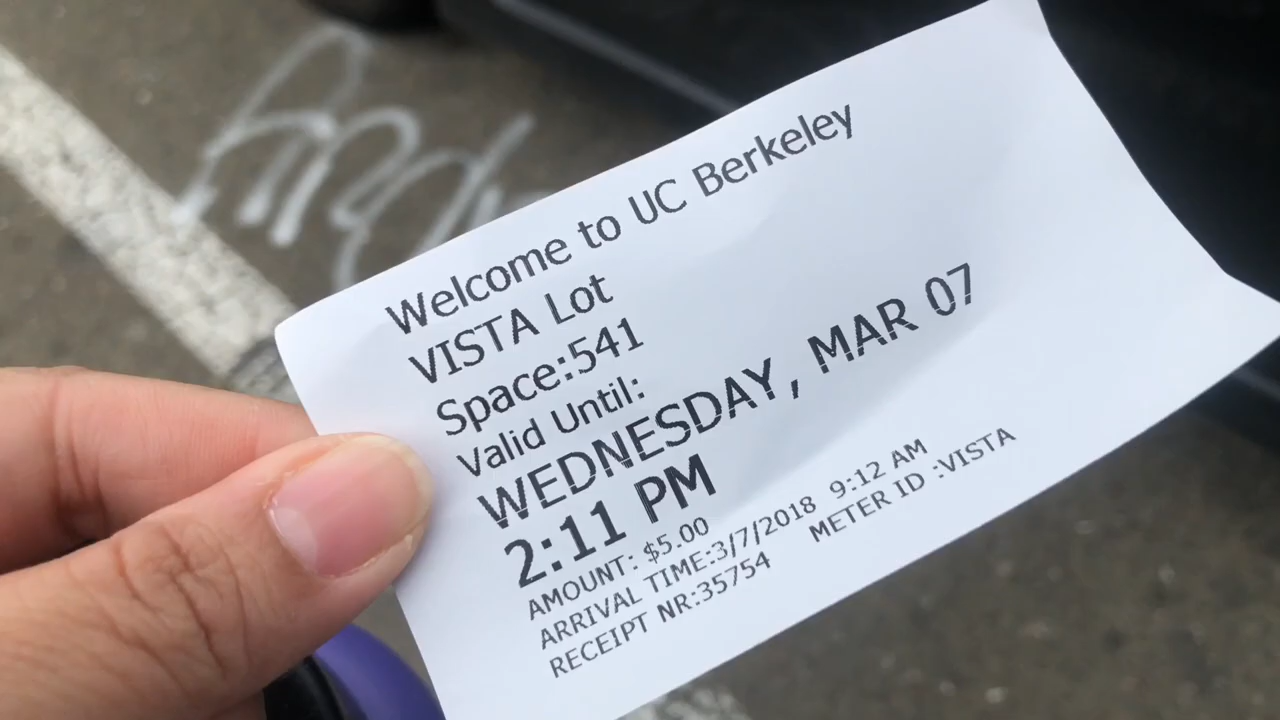 Welcome to UC Berkeley
VISTA Lot
Space:541
Valid Until:
WEDNESDAY, MAR 07
2:11 PM
AMOUNT: $5.00
ARRIVAL TIME:3/7/2018 9:12 AM
RECEIPT NR:35754 METER ID :VISTA